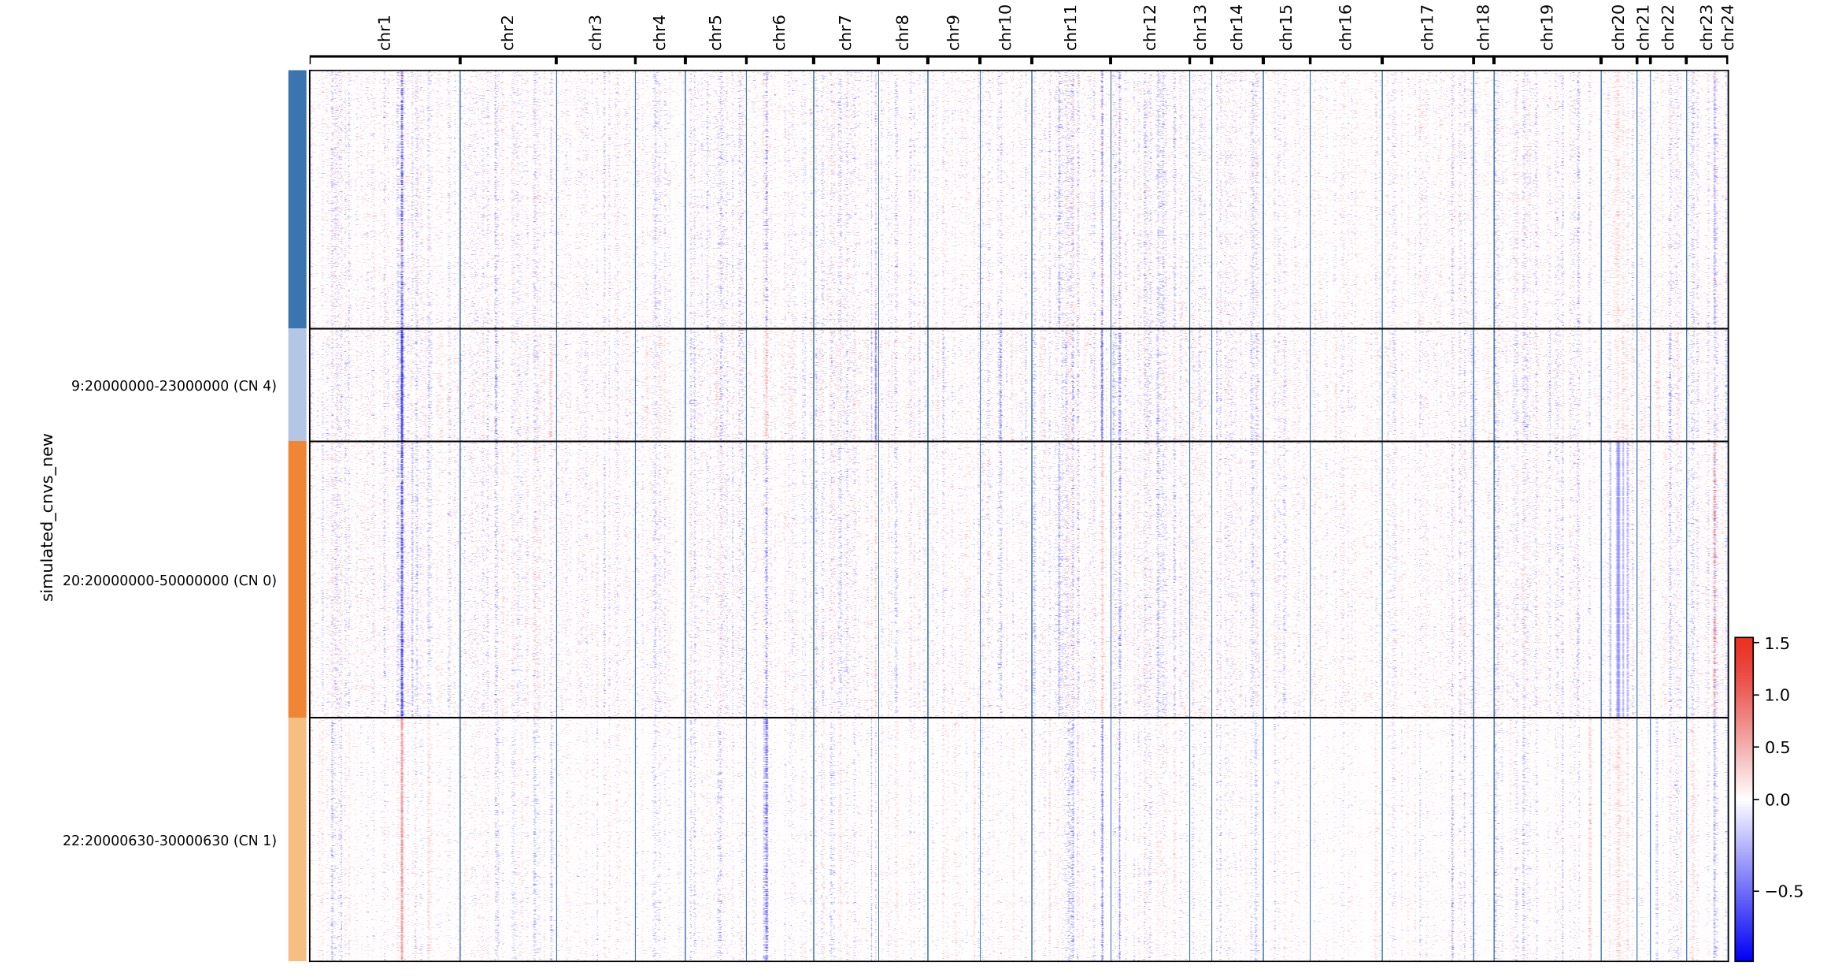 chr1
chr2
chr3
chr4
chr5
chr6
chr7
chr8
chr9
chr10
chr11
chr12
chr13
chr14
chr15
chr16
chr17
chr18
chr19
chr20
chr21
chr22
chr23
chr24
simulated_cnvs_new
9:20000000-23000000 (CN 4)
20:20000000-50000000 (CN 0)
22:20000630-30000630 (CN 1)
1.5
1.0
0.5
0.0
−0.5